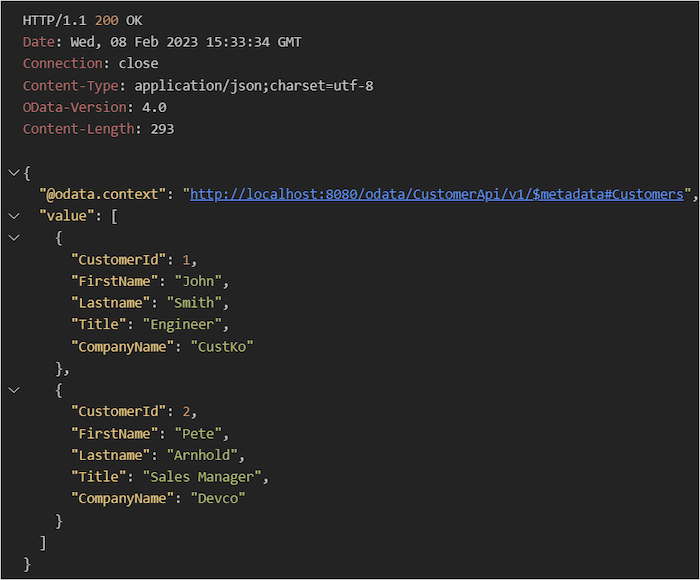 HTTP/1.1 200 OK
Date: Wed, 08 Feb 2023 15:33:34 GMT
Connection: close
Content-Type: application/json;charset=utf-8
OData-Version: 4.0
Content-Length: 293

{
  "@odata.context": "http://localhost:8080/odata/CustomerApi/v1/$metadata#Customers",
  "value": [
    {
      "CustomerId": 1,
      "FirstName": "John",
      "Lastname": "Smith",
      "Title": "Engineer",
      "CompanyName": "CustKo"
    },
    {
      "CustomerId": 2,
      "FirstName": "Pete",
      "Lastname": "Arnhold",
      "Title": "Sales Manager",
      "CompanyName": "Devco"
    }
  ]
}